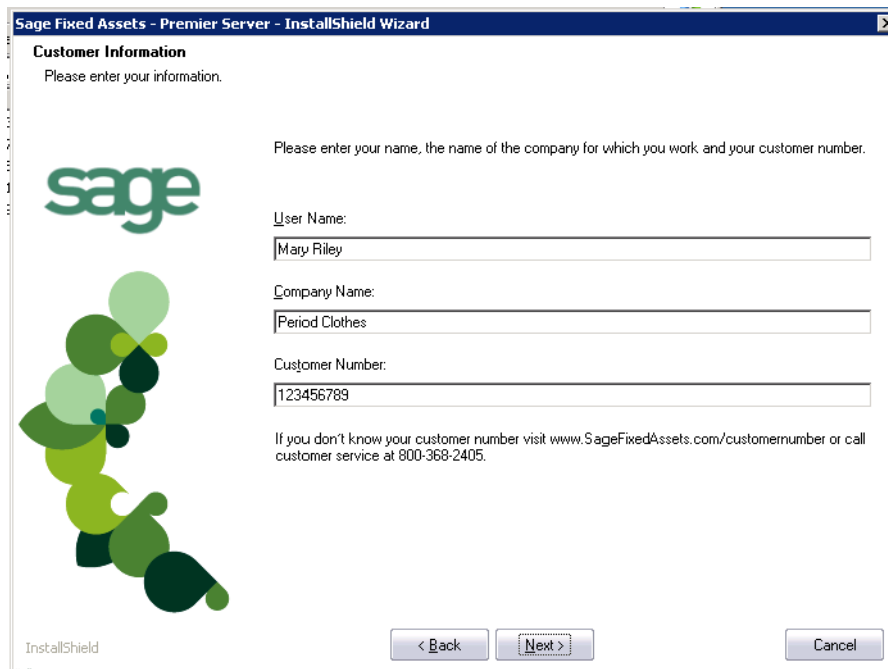 Sage Fixed Assets - Premier Server - InstallShield Wizard
Customer Information
Please enter your information.
sage
Please enter your name, the name of the company for which you work and your customer number.
User Name:
Mary Riley
Company Name:
Period Clothes
Customer Number:
123456789
If you don't know your customer number visit www.SageFixedAssets.com/customernumber or call
customer service at 800-368-2405.
InstallShield
< Back
Next >
Cancel